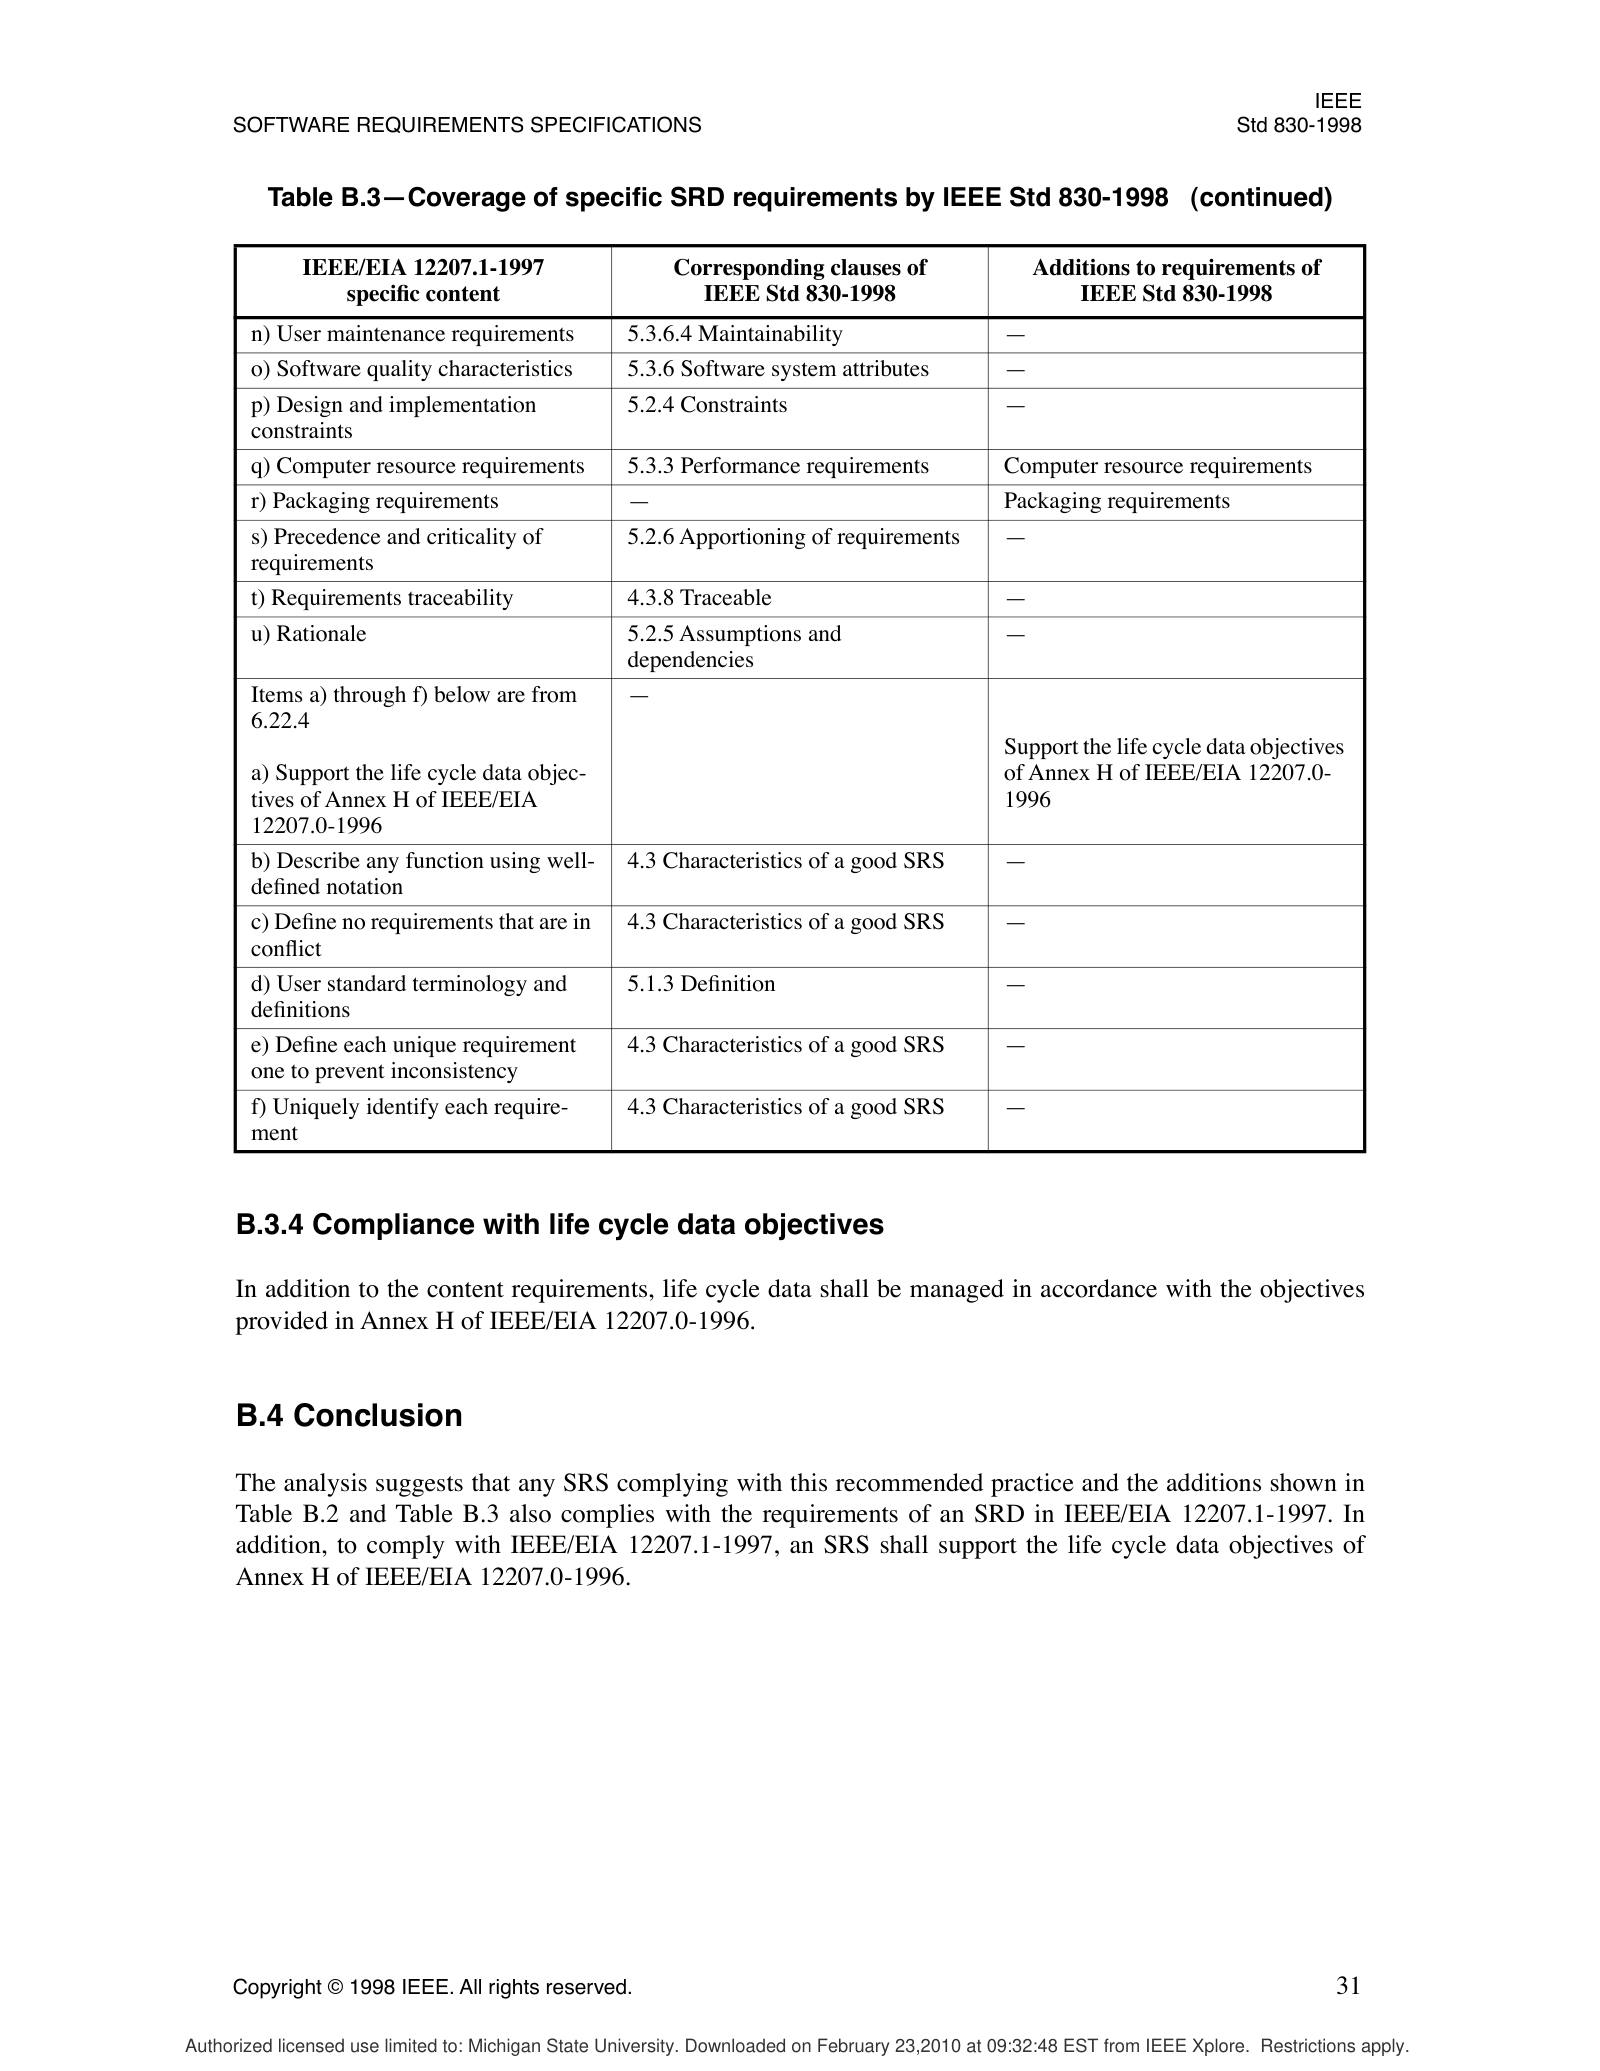 IEEE
SOFTWARE REQUIREMENTS SPECIFICATIONS Std 830-1998
Table B.3—Coverage of specific SRD requirements by IEEE Std 830-1998 (continued)
IEEE/EIA 12207.1-1997
specific content
Corresponding clauses of
IEEE Std 830-1998
Additions to requirements of
IEEE Std 830-1998
n) User maintenance requirements 5.3.6.4 Maintainability —
o) Software quality characteristics 5.3.6 Software system attributes —
p) Design and implementation
constraints
5.2.4 Constraints —
q) Computer resource requirements 5.3.3 Performance requirements Computer resource requirements
r) Packaging requirements — Packaging requirements
s) Precedence and criticality of
requirements
5.2.6 Apportioning of requirements —
t) Requirements traceability 4.3.8 Traceable —
u) Rationale 5.2.5 Assumptions and
dependencies
—
Items a) through f) below are from
6.22.4
a) Support the life cycle data objec-
tives of Annex H of IEEE/EIA
12207.0-1996
—
Support the life cycle data objectives
of Annex H of IEEE/EIA 12207.0-
1996
b) Describe any function using well-
defined notation
4.3 Characteristics of a good SRS —
c) Define no requirements that are in
conflict
4.3 Characteristics of a good SRS —
d) User standard terminology and
definitions
5.1.3 Definition —
e) Define each unique requirement
one to prevent inconsistency
4.3 Characteristics of a good SRS —
f) Uniquely identify each require-
ment
4.3 Characteristics of a good SRS —
B.3.4 Compliance with life cycle data objectives
In addition to the content requirements, life cycle data shall be managed in accordance with the objectives
provided in Annex H of IEEE/EIA 12207.0-1996.
B.4 Conclusion
The analysis suggests that any SRS complying with this recommended practice and the additions shown in
Table B.2 and Table B.3 also complies with the requirements of an SRD in IEEE/EIA 12207.1-1997. In
addition, to comply with IEEE/EIA 12207.1-1997, an SRS shall support the life cycle data objectives of
Annex H of IEEE/EIA 12207.0-1996.
Copyright © 1998 IEEE. All rights reserved. 31
Authorized licensed use limited to: Michigan State University. Downloaded on February 23,2010 at 09:32:48 EST from IEEE Xplore. Restrictions apply.